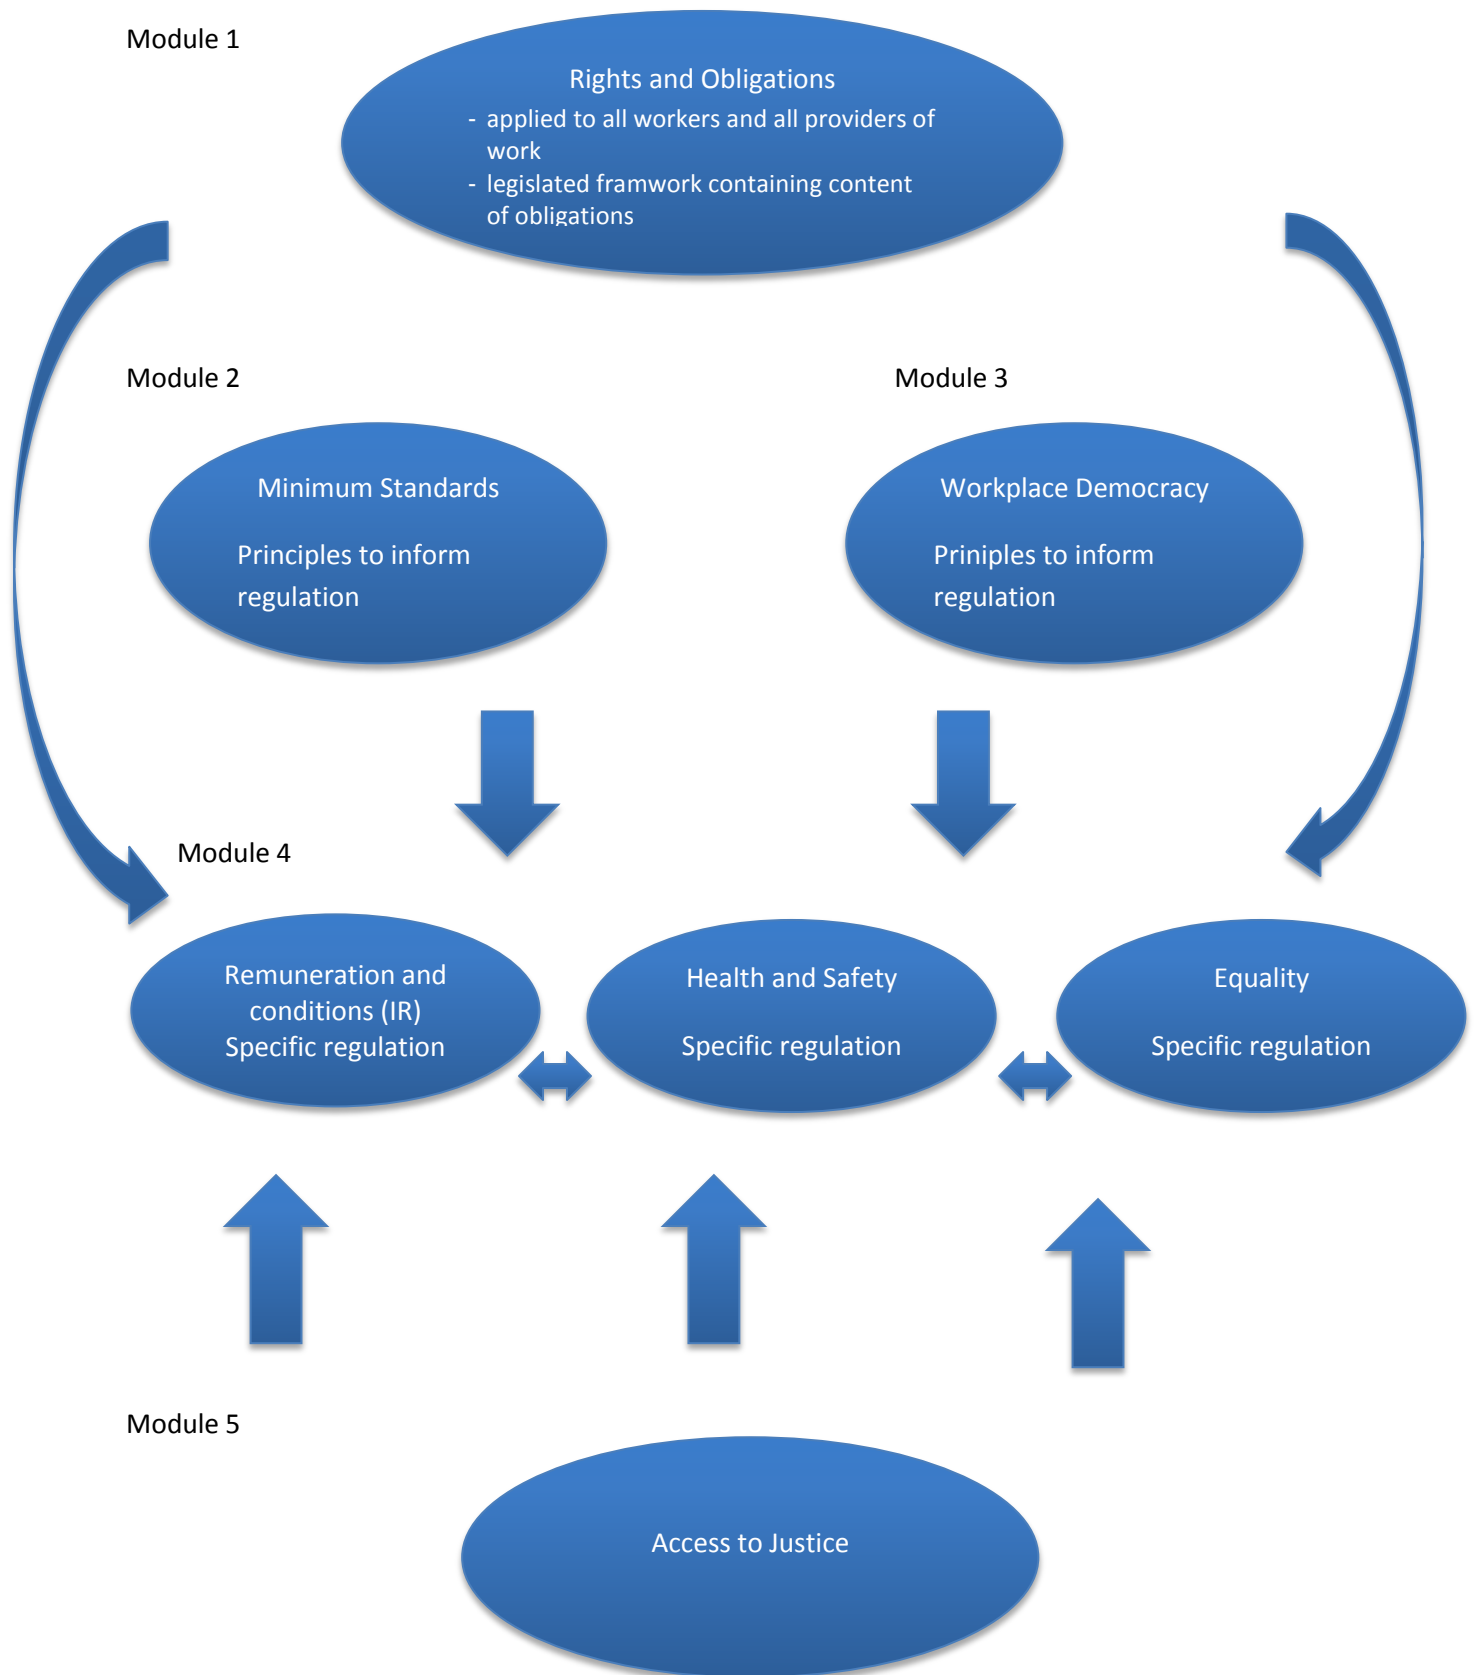 Module 1
Rights and Obligations
- applied to all workers and all providers of
work
- legislated framwork containing content
of obligations
Module 2
Module 3
Minimum Standards
Principles to inform
regulation
Workplace Democracy
Priniples to inform
regulation
Module 4
Remuneration and
conditions (IR)
Specific regulation
Health and Safety
Specific regulation
Equality
Specific regulation
Module 5
Access to Justice